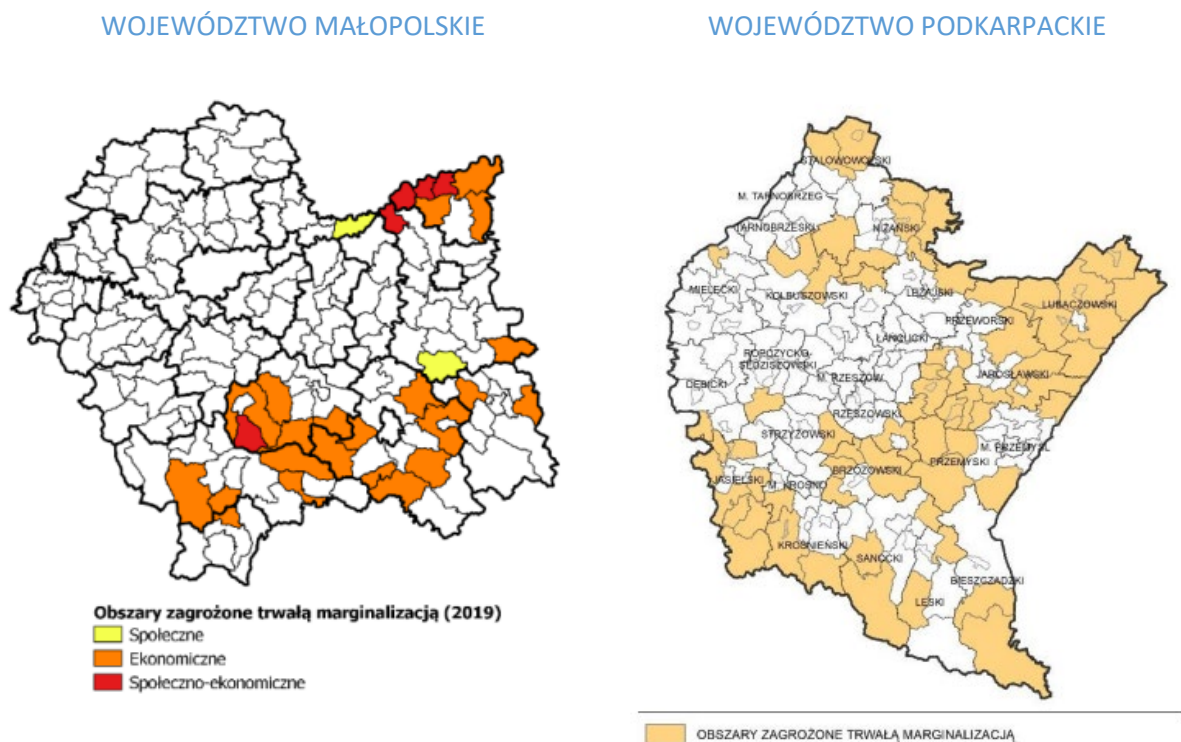 WOJEWÓDZTWO MAŁOPOLSKIE
WOJEWÓDZTWO PODKARPACKIE
STALOWOWOLSKI
M. TARNOBRZEG
TARNOBRZESKI
NIŻAŃSKI
MIELECKI
KOLBUSZOWSKI
LEŻAJSKI
LUBACZOWSKI
PRZEWORSKI
ŁAŃCUCKI
ROPCZYCKO-
SĘDZISZOWSKI
JAROSŁAWSKI
DĘBICKI
M. RZESZÓW
RZESZOWSKI
STRZYŻOWSKI
M. PRZEMYŚL
PRZEMYSKI
BRZOZOWSKI
JASIELSKI
M. KROSNO
KROŚNIEŃSKI
SANOCKI
BIESZCZADZKI
LESKI
Obszary zagrożone trwałą marginalizacją (2019)
Społeczne
Ekonomiczne
Społeczno-ekonomiczne
OBSZARY ZAGROŻONE TRWAŁĄ MARGINALIZACJĄ